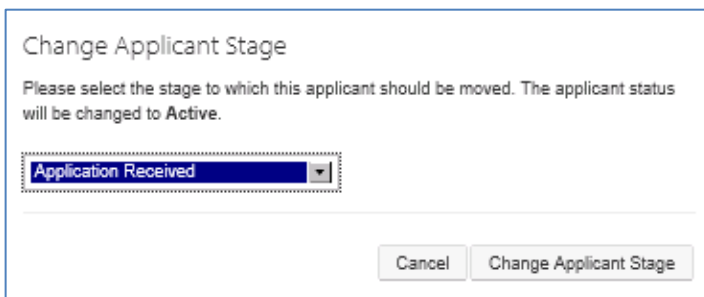 Change Applicant Stage
Please select the stage to which this applicant should be moved. The applicant status
will be changed to Active.
Application Received
Cancel Change Applicant Stage